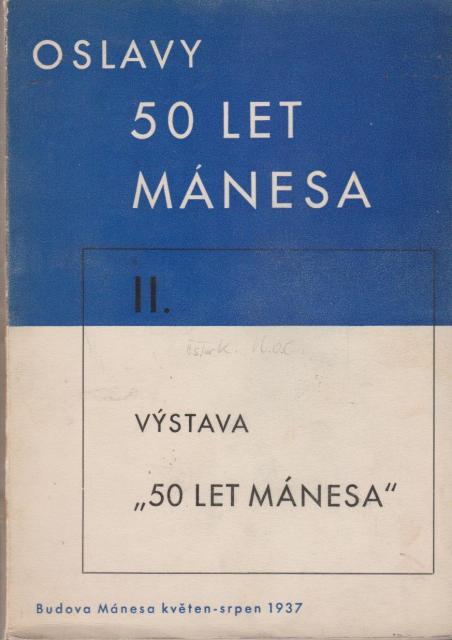 OSLAVY
50 LET
MÁNESA
II.
VÝSTAVA
„50 LET MÁNESA“
Budova Mánesa květen-srpen 1937